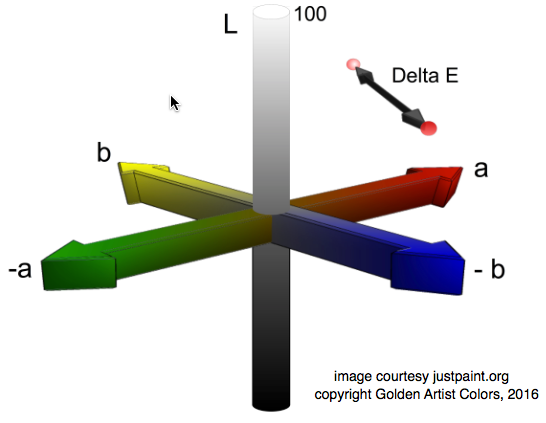 L
100
Delta E
b
a
-a
- b
image courtesy justpaint.org
copyright Golden Artist Colors, 2016